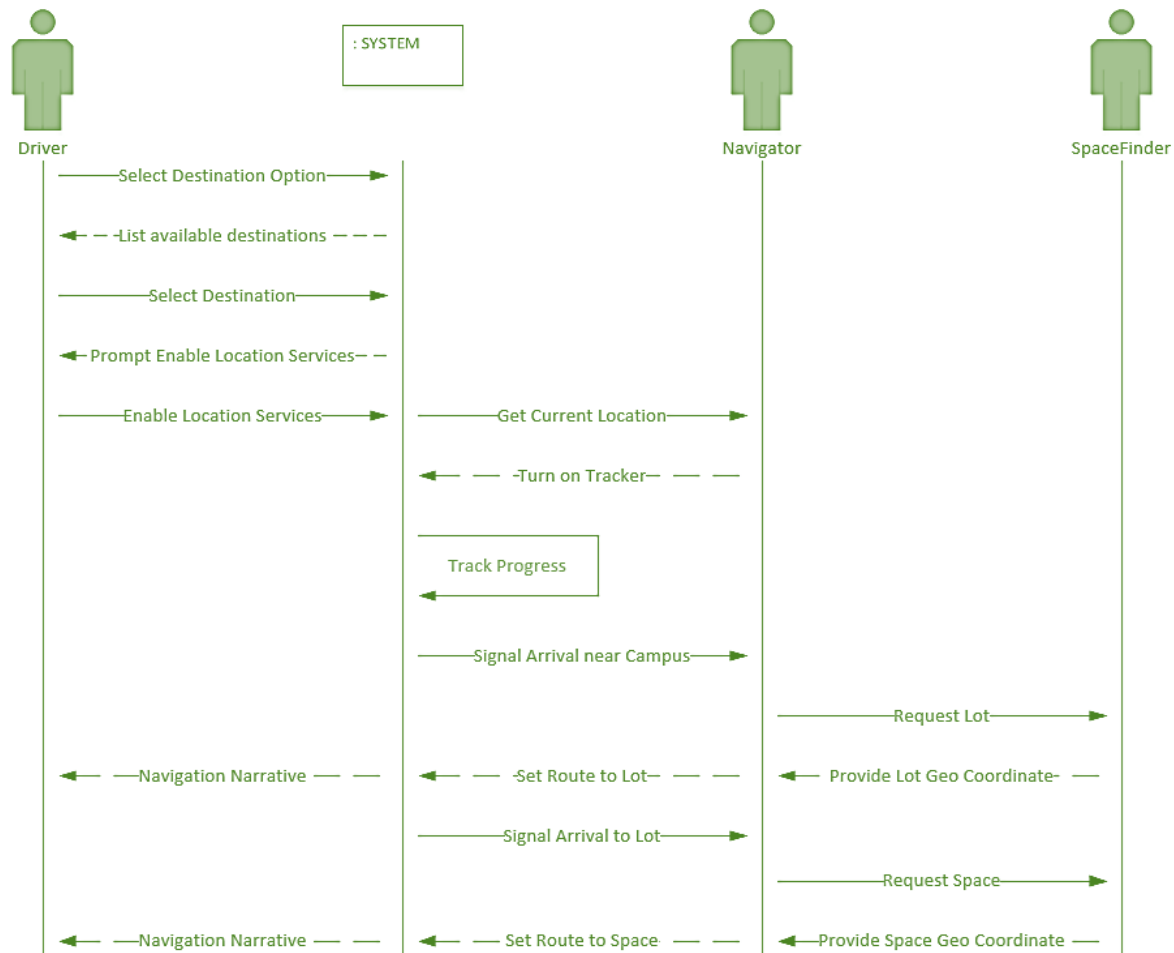 : SYSTEM
Driver
Navigator
SpaceFinder
Select Destination Option
List available destinations
Select Destination
Prompt Enable Location Services
Enable Location Services
Get Current Location
Turn on Tracker
Track Progress
Signal Arrival near Campus
Request Lot
Navigation Narrative
Set Route to Lot
Provide Lot Geo Coordinate
Signal Arrival to Lot
Request Space
Navigation Narrative
Set Route to Space
Provide Space Geo Coordinate